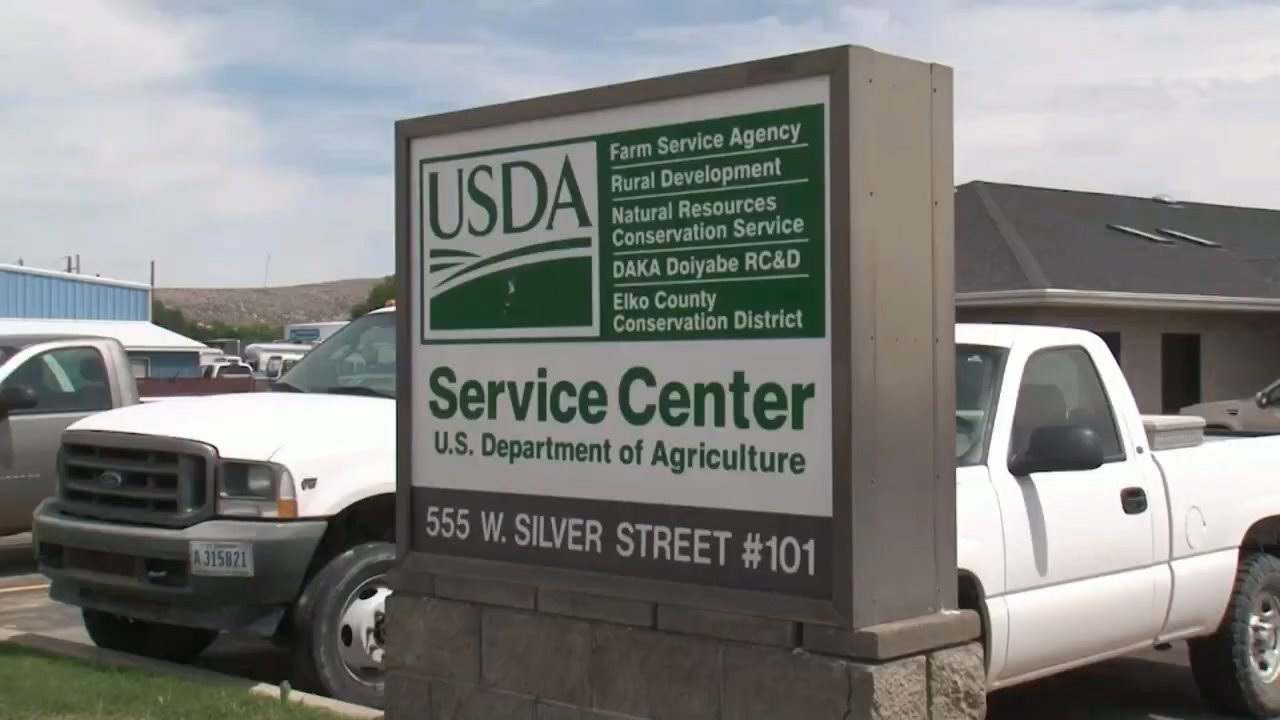 USDA
Farm Service Agency
Rural Development
Natural Resources
Conservation Service
DAKA Doiyabe RC&D
Elko County
Conservation District
Service Center
U.S. Department of Agriculture
555 W. SILVER STREET #101
A315821